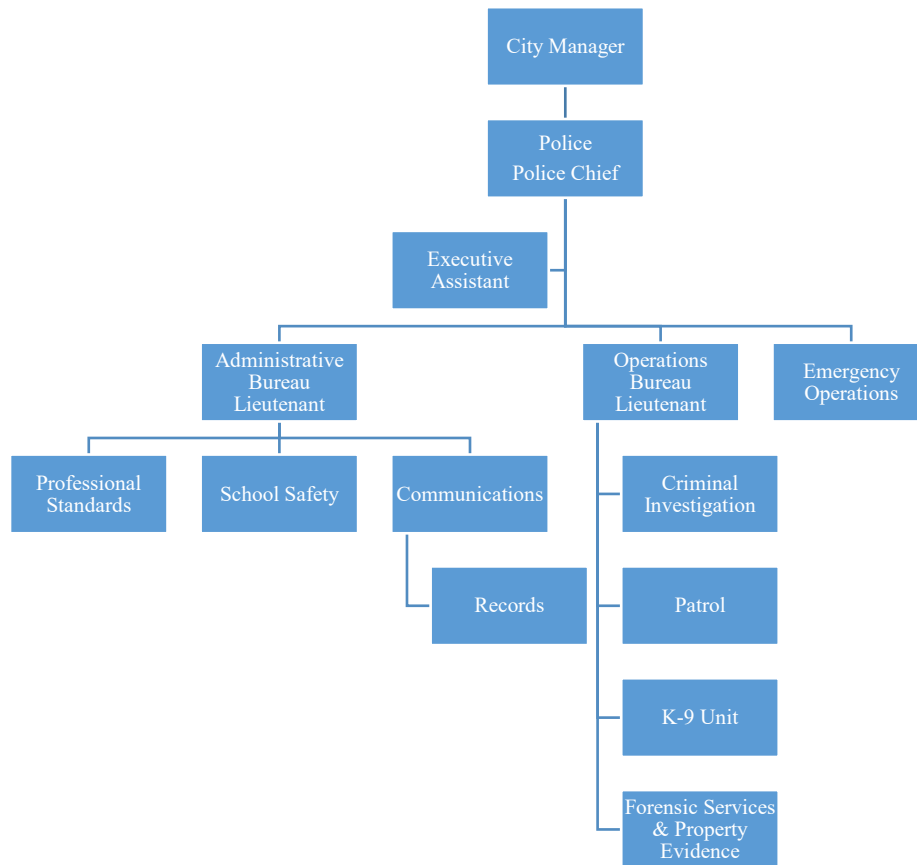 City Manager
Police
Police Chief
Executive
Assistant
Administrative
Bureau
Lieutenant
Operations
Bureau
Lieutenant
Emergency
Operations
Professional
Standards
School Safety
Communications
Criminal
Investigation
Records
Patrol
K-9 Unit
Forensic Services
& Property
Evidence